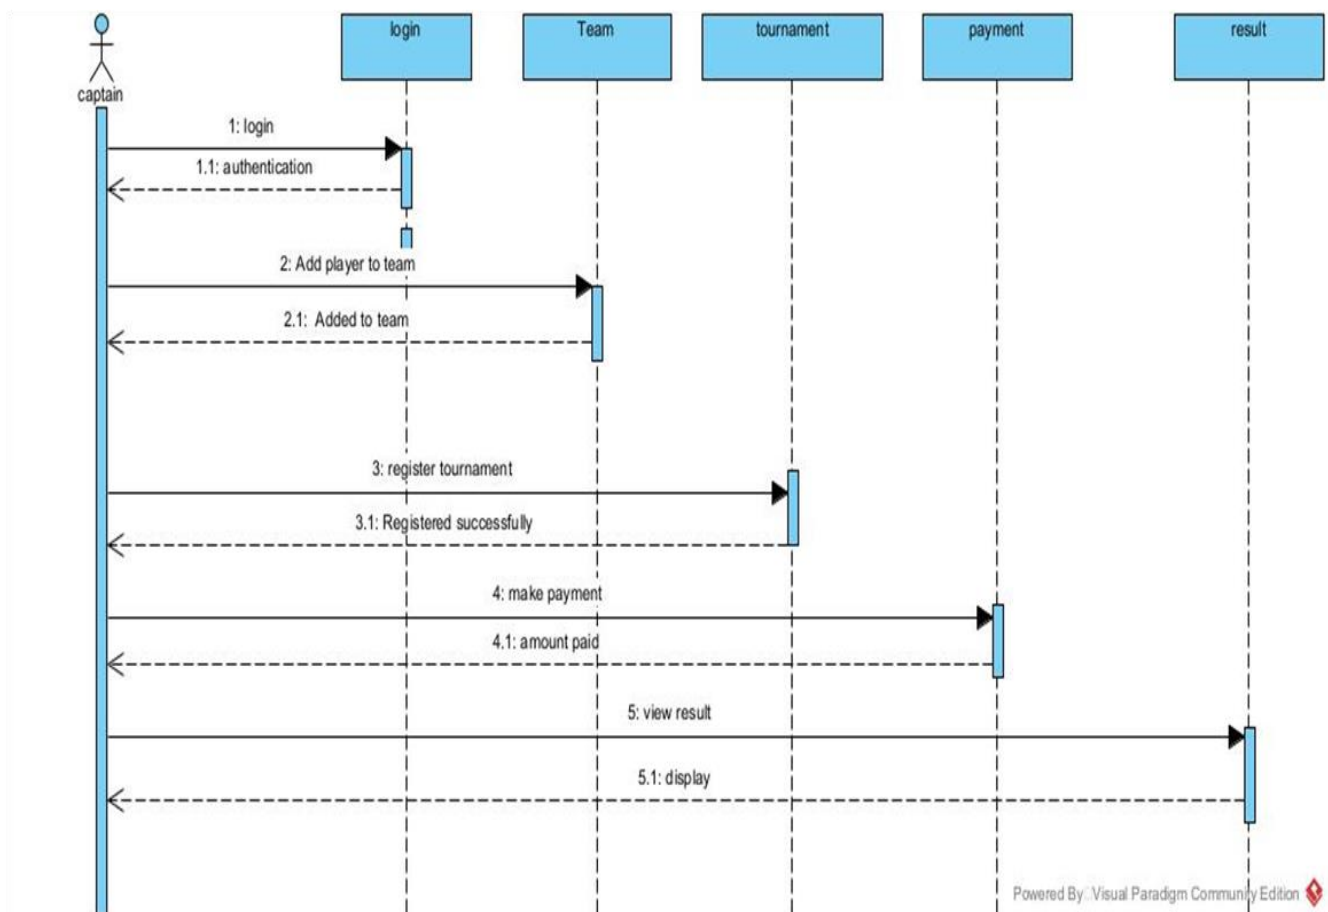 login
Team
tournament
payment
result
captain
1: login
1.1: authentication
2: Add player to team
2.1: Added to team
3: register tournament
3.1: Registered successfully
4: make payment
4.1: amount paid
5: view result
5.1: display
Powered By Visual Paradigm Community Edition